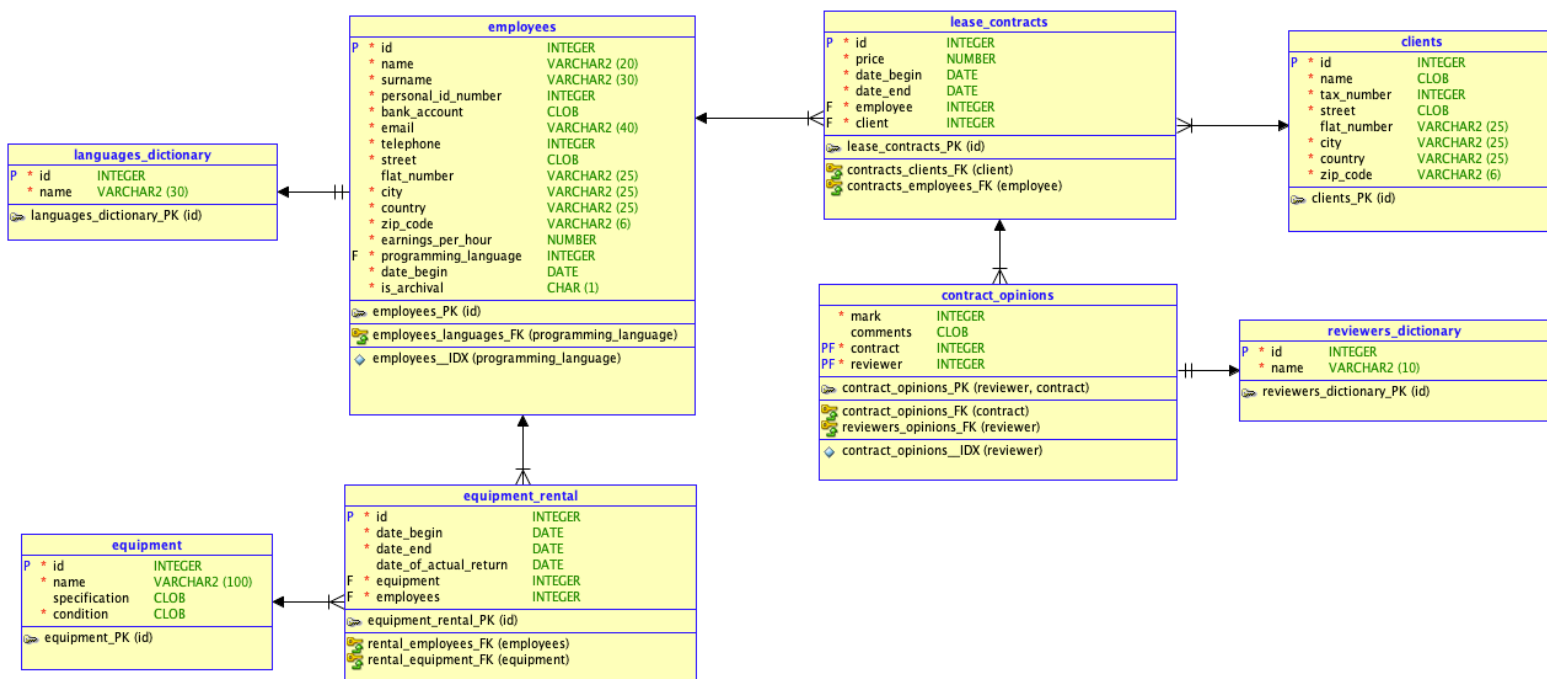 languages_dictionary
P * id INTEGER
* name VARCHAR2 (30)
languages_dictionary_PK (id)
employees
P * id INTEGER
* name VARCHAR2 (20)
* surname VARCHAR2 (30)
* personal_id_number INTEGER
* bank_account CLOB
* email VARCHAR2 (40)
* telephone INTEGER
* street CLOB
flat_number VARCHAR2 (25)
* city VARCHAR2 (25)
* country VARCHAR2 (25)
* zip_code VARCHAR2 (6)
* earnings_per_hour NUMBER
F * programming_language INTEGER
* date_begin DATE
* is_archival CHAR (1)
employees_PK (id)
employees_languages_FK (programming_language)
employees__IDX (programming_language)
lease_contracts
P * id INTEGER
* price NUMBER
* date_begin DATE
* date_end DATE
F * employee INTEGER
F * client INTEGER
lease_contracts_PK (id)
contracts_clients_FK (client)
contracts_employees_FK (employee)
clients
P * id INTEGER
* name CLOB
* tax_number INTEGER
* street CLOB
flat_number VARCHAR2 (25)
* city VARCHAR2 (25)
* country VARCHAR2 (25)
* zip_code VARCHAR2 (6)
clients_PK (id)
contract_opinions
* mark INTEGER
comments CLOB
PF * contract INTEGER
PF * reviewer INTEGER
contract_opinions_PK (reviewer, contract)
contract_opinions_FK (contract)
reviewers_opinions_FK (reviewer)
contract_opinions__IDX (reviewer)
reviewers_dictionary
P * id INTEGER
* name VARCHAR2 (10)
reviewers_dictionary_PK (id)
equipment
P * id INTEGER
* name VARCHAR2 (100)
specification CLOB
* condition CLOB
equipment_PK (id)
equipment_rental
P * id INTEGER
* date_begin DATE
* date_end DATE
date_of_actual_return DATE
F * equipment INTEGER
F * employees INTEGER
equipment_rental_PK (id)
rental_employees_FK (employees)
rental_equipment_FK (equipment)